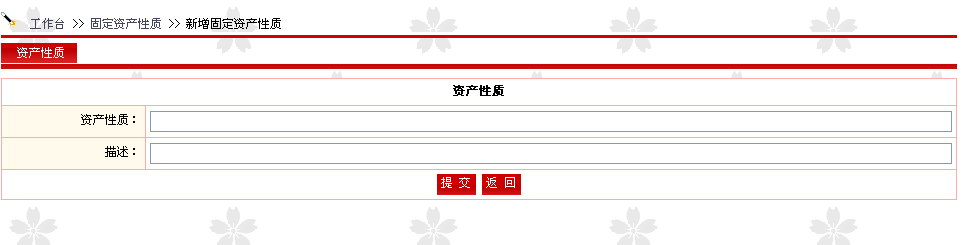 工作台 >> 固定资产性质 >> 新增固定资产性质
资产性质
资产性质
资产性质：
描述：
提 交 返 回